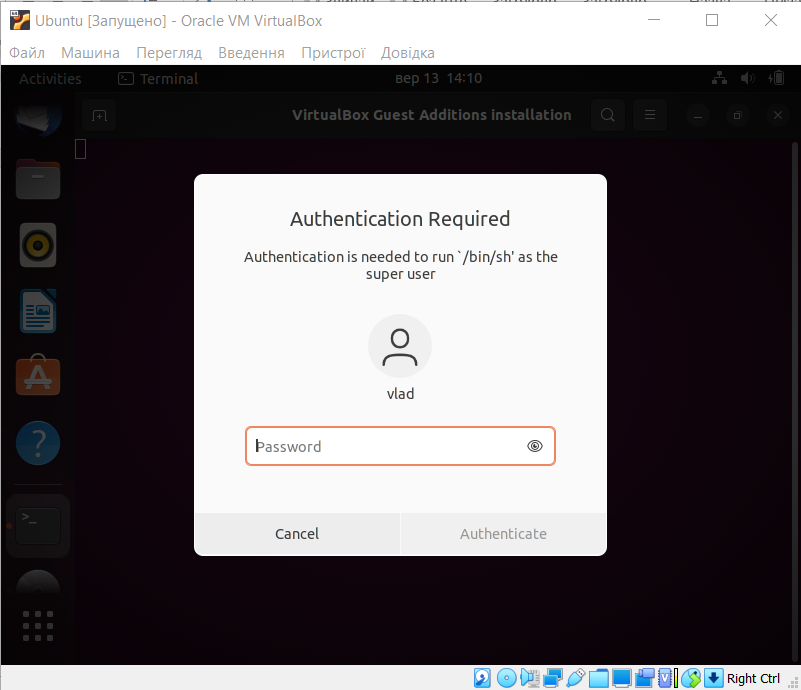 Ubuntu [Запущено] - Oracle VM VirtualBox
Файл Машина Перегляд Введення Пристрої Довідка
Activities Terminal вер 13 14:10
VirtualBox Guest Additions installation
Authentication Required
Authentication is needed to run `/bin/sh' as the
super user
vlad
Password
Cancel Authenticate
Right Ctrl